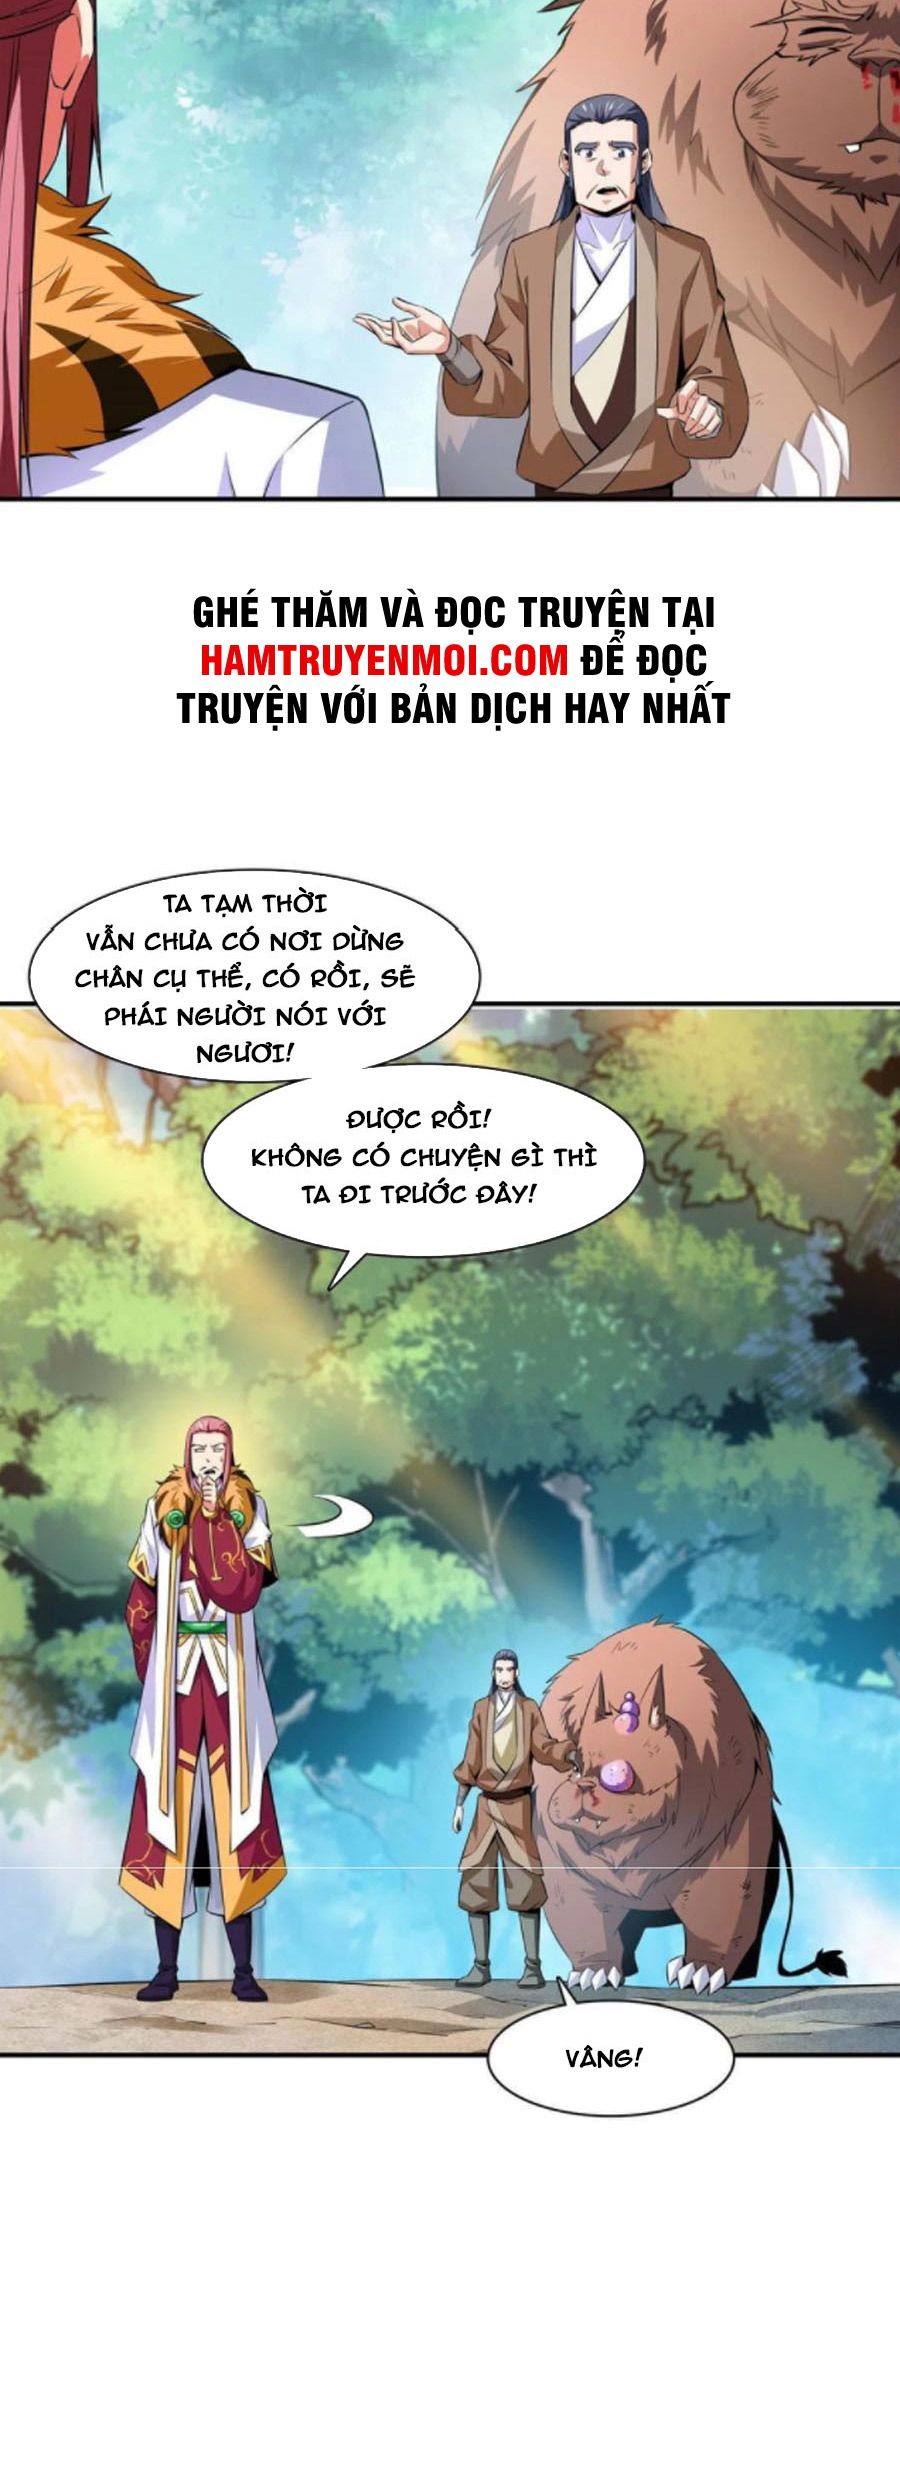 GHÉ THĂM VÀ ĐỌC TRUYỆN TẠI
HAMTRUYENMOI.COM ĐỂ ĐỌC
TRUYỆN VỚI BẢN DỊCH HAY NHẤT
TA TẠM THỜI
VẪN CHƯA CÓ NƠI DỪNG
CHÂN CỤ THỂ, CÓ RỒI, SẼ
PHÁI NGƯỜI NÓI VỚI
NGƯƠI!
ĐƯỢC RỒI!
KHÔNG CÓ CHUYỆN GÌ THÌ
TA ĐI TRƯỚC ĐÂY!
VÂNG!